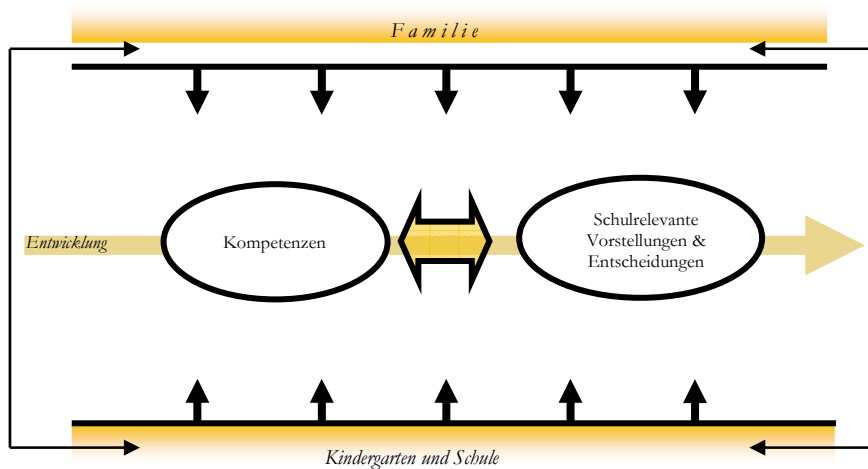 Familie
Entwicklung
Kompetenzen
Schulrelevante
Vorstellungen &
Entscheidungen
Kindergarten und Schule